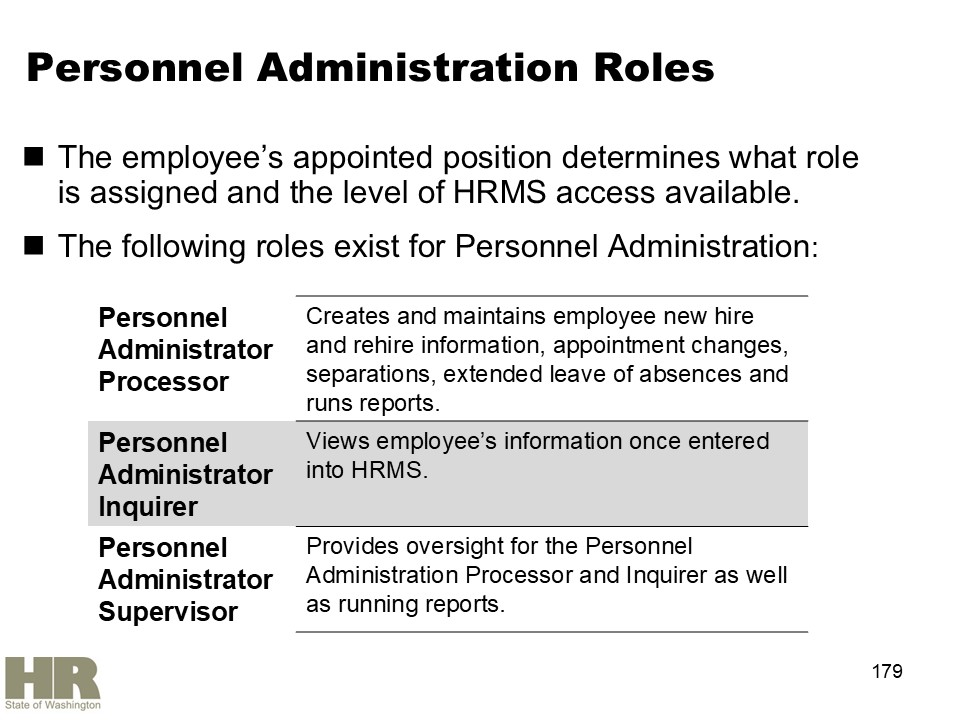 Personnel Administration Roles
The employee’s appointed position determines what role
is assigned and the level of HRMS access available.
The following roles exist for Personnel Administration:
Personnel
Administrator
Processor
Creates and maintains employee new hire
and rehire information, appointment changes,
separations, extended leave of absences and
runs reports.
Personnel
Administrator
Inquirer
Views employee’s information once entered
into HRMS.
Personnel
Administrator
Supervisor
Provides oversight for the Personnel
Administration Processor and Inquirer as well
as running reports.
179
HR
State of Washington